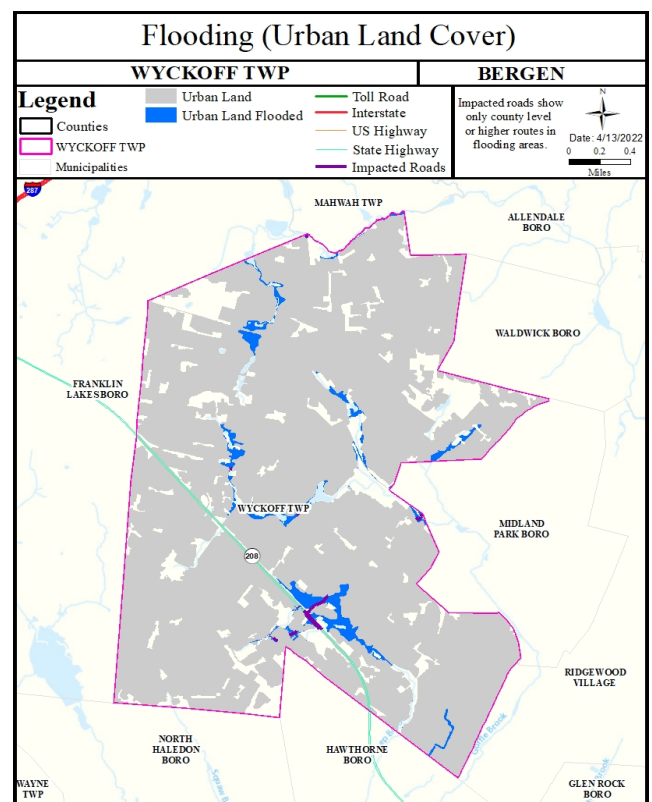 Flooding (Urban Land Cover)
WYCKOFF TWP
BERGEN
Legend
Counties
WYCKOFF TWP
Municipalities
Urban Land
Urban Land Flooded
Toll Road
Interstate
US Highway
State Highway
Impacted Roads
Impacted roads show
only county level
or higher routes in
flooding areas.
N
Date: 4/13/2022
0 0.2 0.4
Miles
287
MAHWAH TWP
ALLENDALE
BORO
WALDWICK BORO
FRANKLIN
LAKES BORO
WYCKOFF TWP
MIDLAND
PARK BORO
208
RIDGEWOOD
VILLAGE
NORTH
HALEDON
BORO
HAWTHORNE
BORO
WAYNE
TWP
GLEN ROCK
BORO
Squaw B
Brook